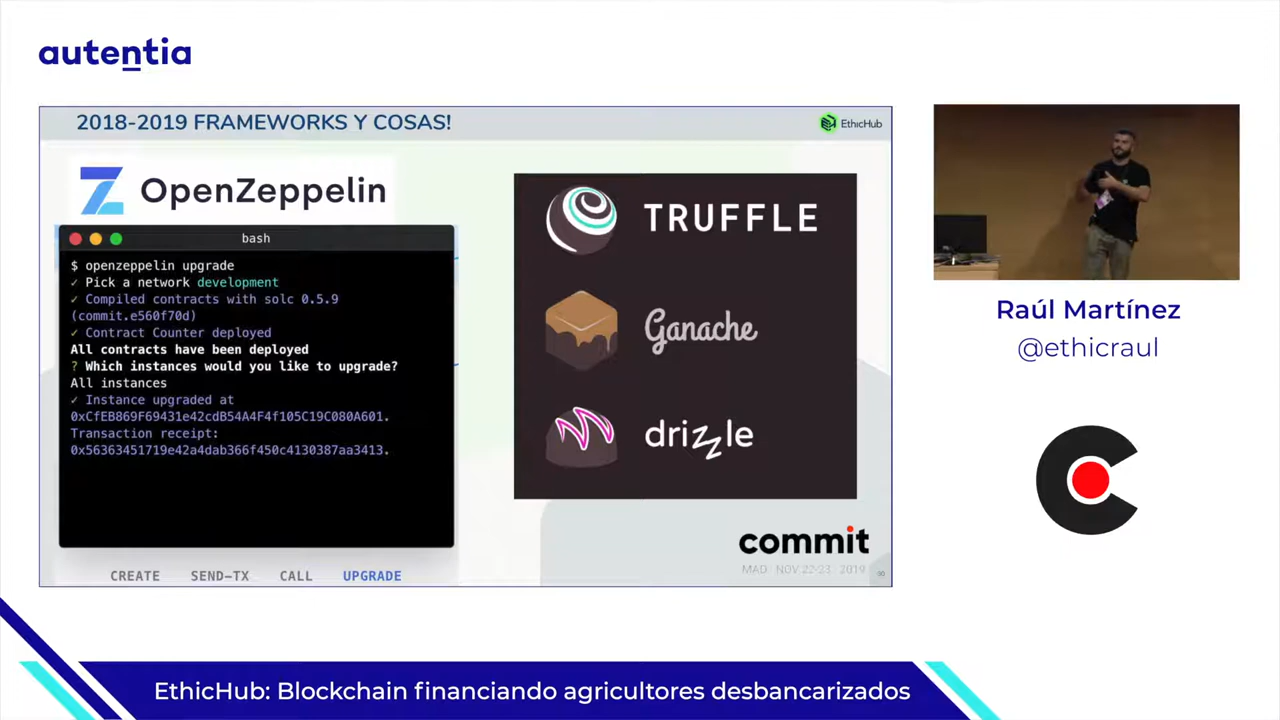 autentia
2018-2019 FRAMEWORKS Y COSAS!
EthicHub
OpenZeppelin
bash
$ openzeppelin upgrade
✓ Pick a network development
✓ Compiled contracts with solc 0.5.9
(commit.e560f70d)
✓ Contract Counter deployed
All contracts have been deployed
? Which instances would you like to upgrade?
All instances
✓ Instance upgraded at
0xCfEB869F69431e42cdB54A4F4f105C19C080A601.
Transaction receipt:
0x56363451719e42a4dab366f450c4130387aa3413.
CREATE SEND-TX CALL UPGRADE
TRUFFLE
Ganache
drizzle
commit
MAD NOV 22-23 2019
Raúl Martínez
@ethicraul
EthicHub: Blockchain financiando agricultores desbancarizados